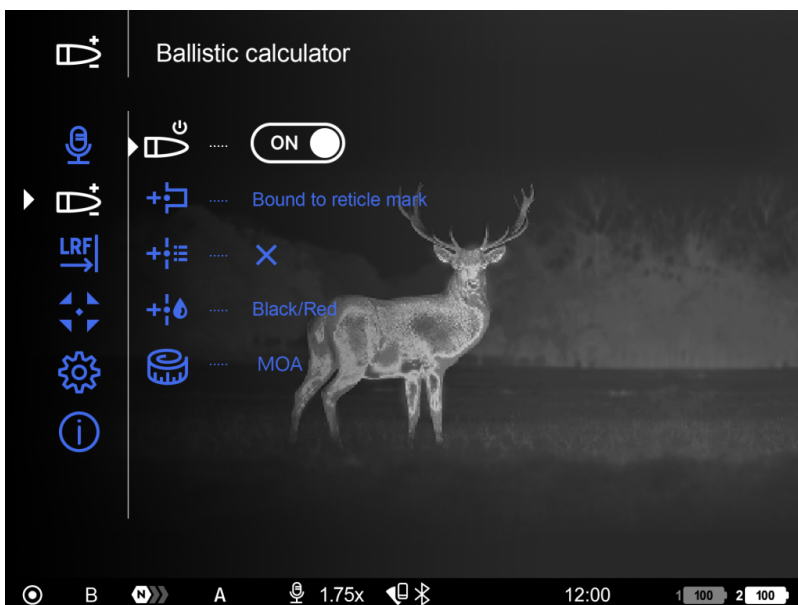 Ballistic calculator
ON
Bound to reticle mark
LRF
Black/Red
MOA
B N A 1.75x 12:00 1 100 2 100